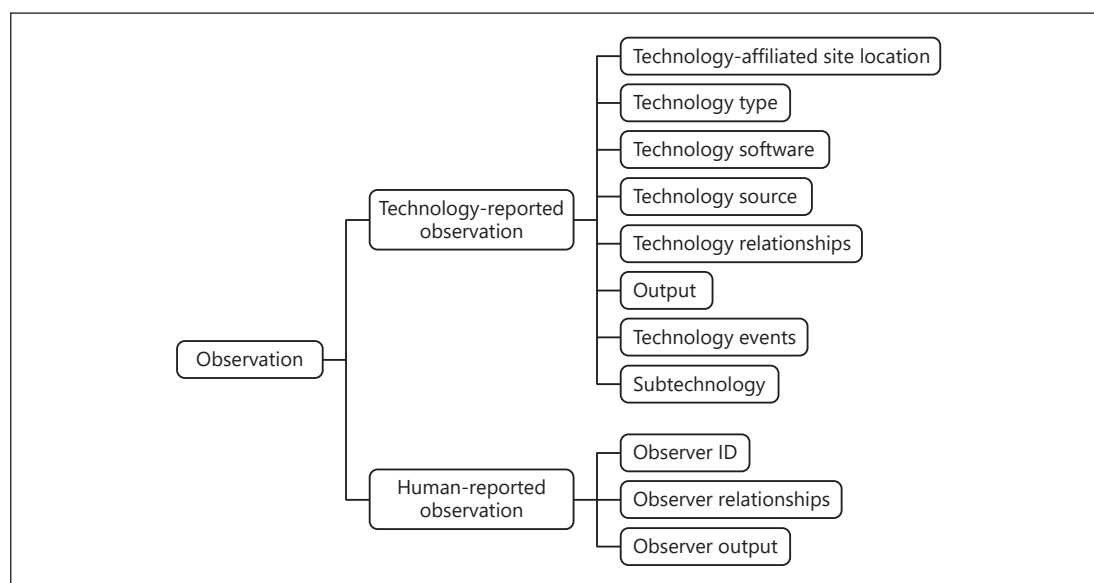 Observation
Technology-reported
observation
Technology-affiliated site location
Technology type
Technology software
Technology source
Technology relationships
Output
Technology events
Subtechnology
Human-reported
observation
Observer ID
Observer relationships
Observer output